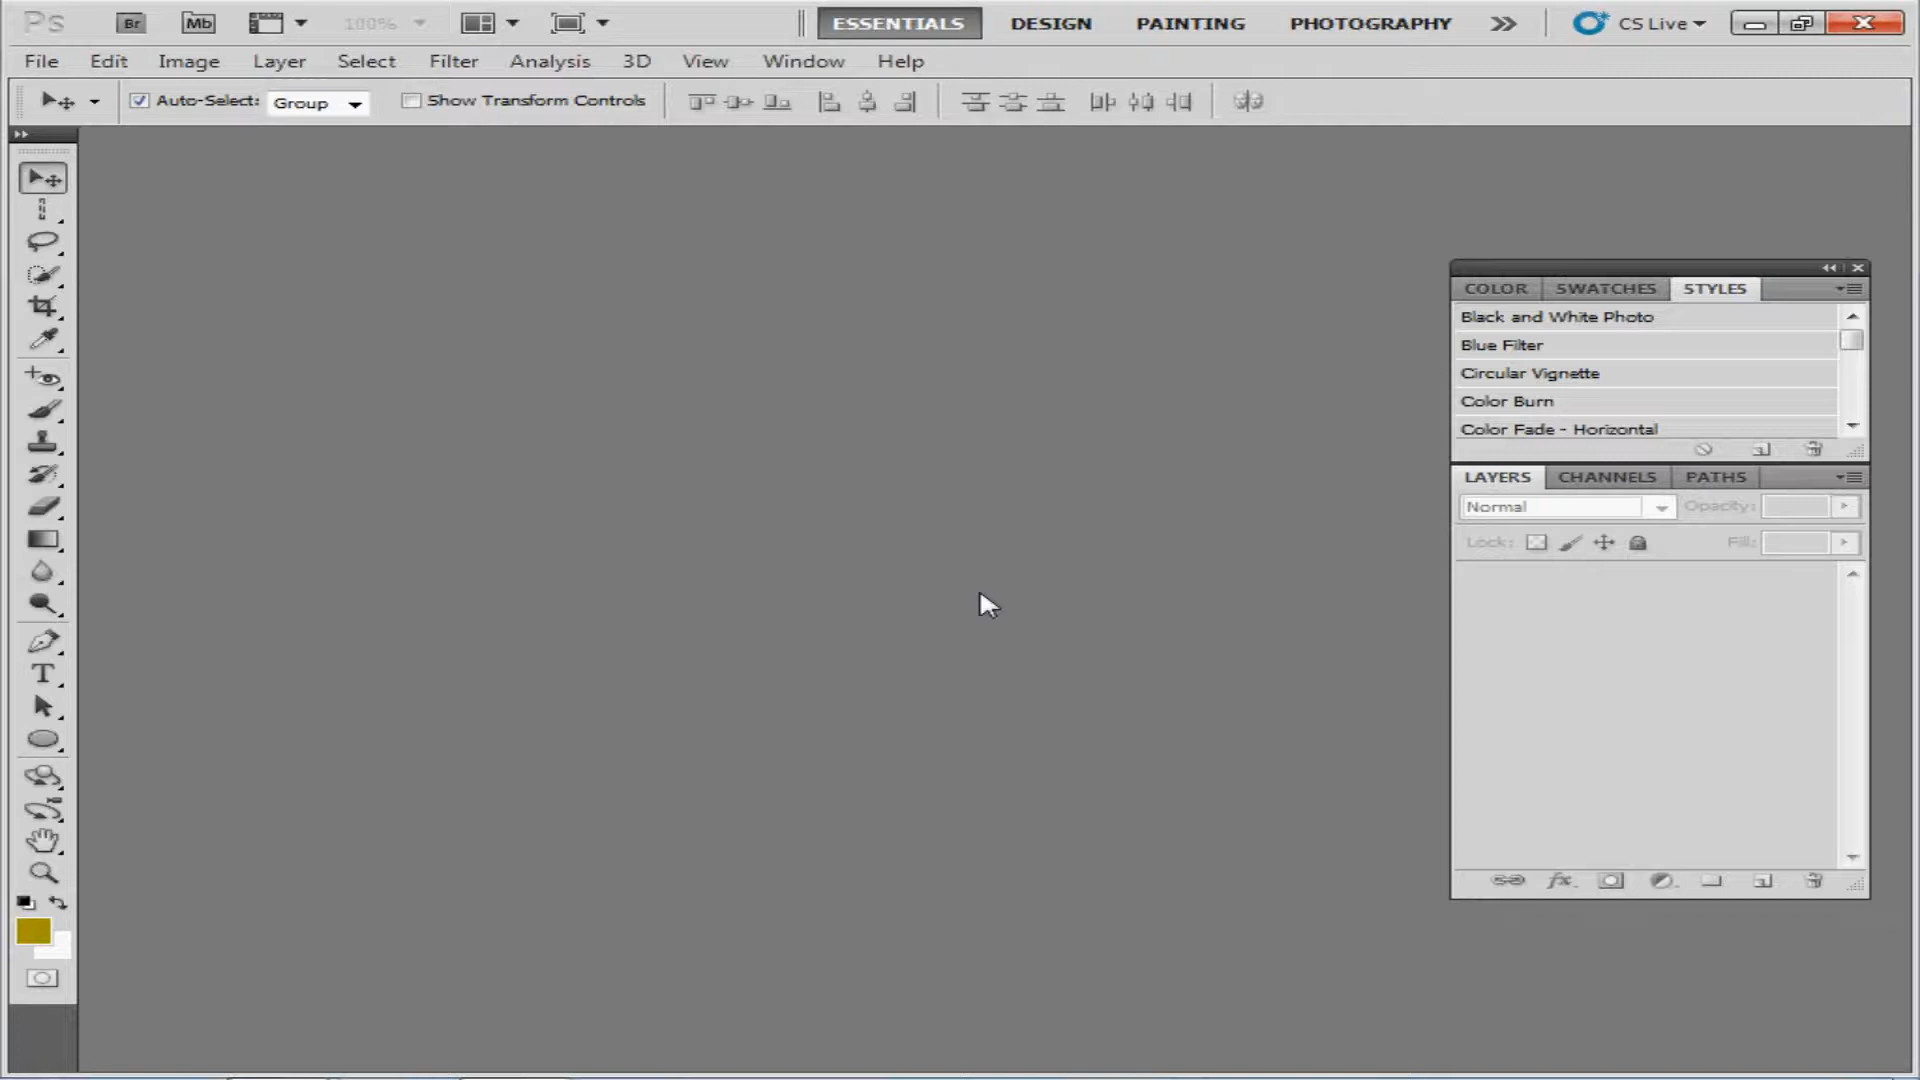 Ps Br Mb 100% ESSENTIALS DESIGN PAINTING PHOTOGRAPHY CS Live
File Edit Image Layer Select Filter Analysis 3D View Window Help
Auto-Select: Group Show Transform Controls
COLOR SWATCHES STYLES
Black and White Photo
Blue Filter
Circular Vignette
Color Burn
Color Fade - Horizontal
LAYERS CHANNELS PATHS
Normal Opacity:
Lock: Fill:
T
fx